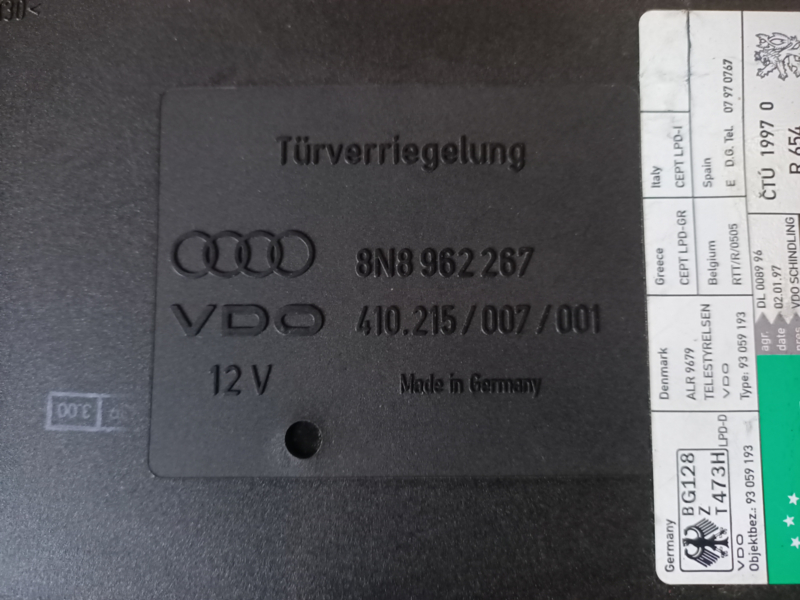 Türverriegelung
8N8 962 267
VDO 410.215/007/001
12 V Made in Germany
3.00
Italy
CEPT LPD-I
Spain
E D.G. Tel. 07 97 0767
ČTÚ 1997 0
R 654
Greece
CEPT LPD-GR
Belgium
RTT/R/0505
agr. DL 0089 96
date 02.01.97
VDO SCHINDLING
Denmark
ALR 9679
TELESTYRELSEN
VDO
Type: 93 059 193
Germany
BG128
Z
T473H
LPD-D
VDO
Objektbez.: 93 059 193